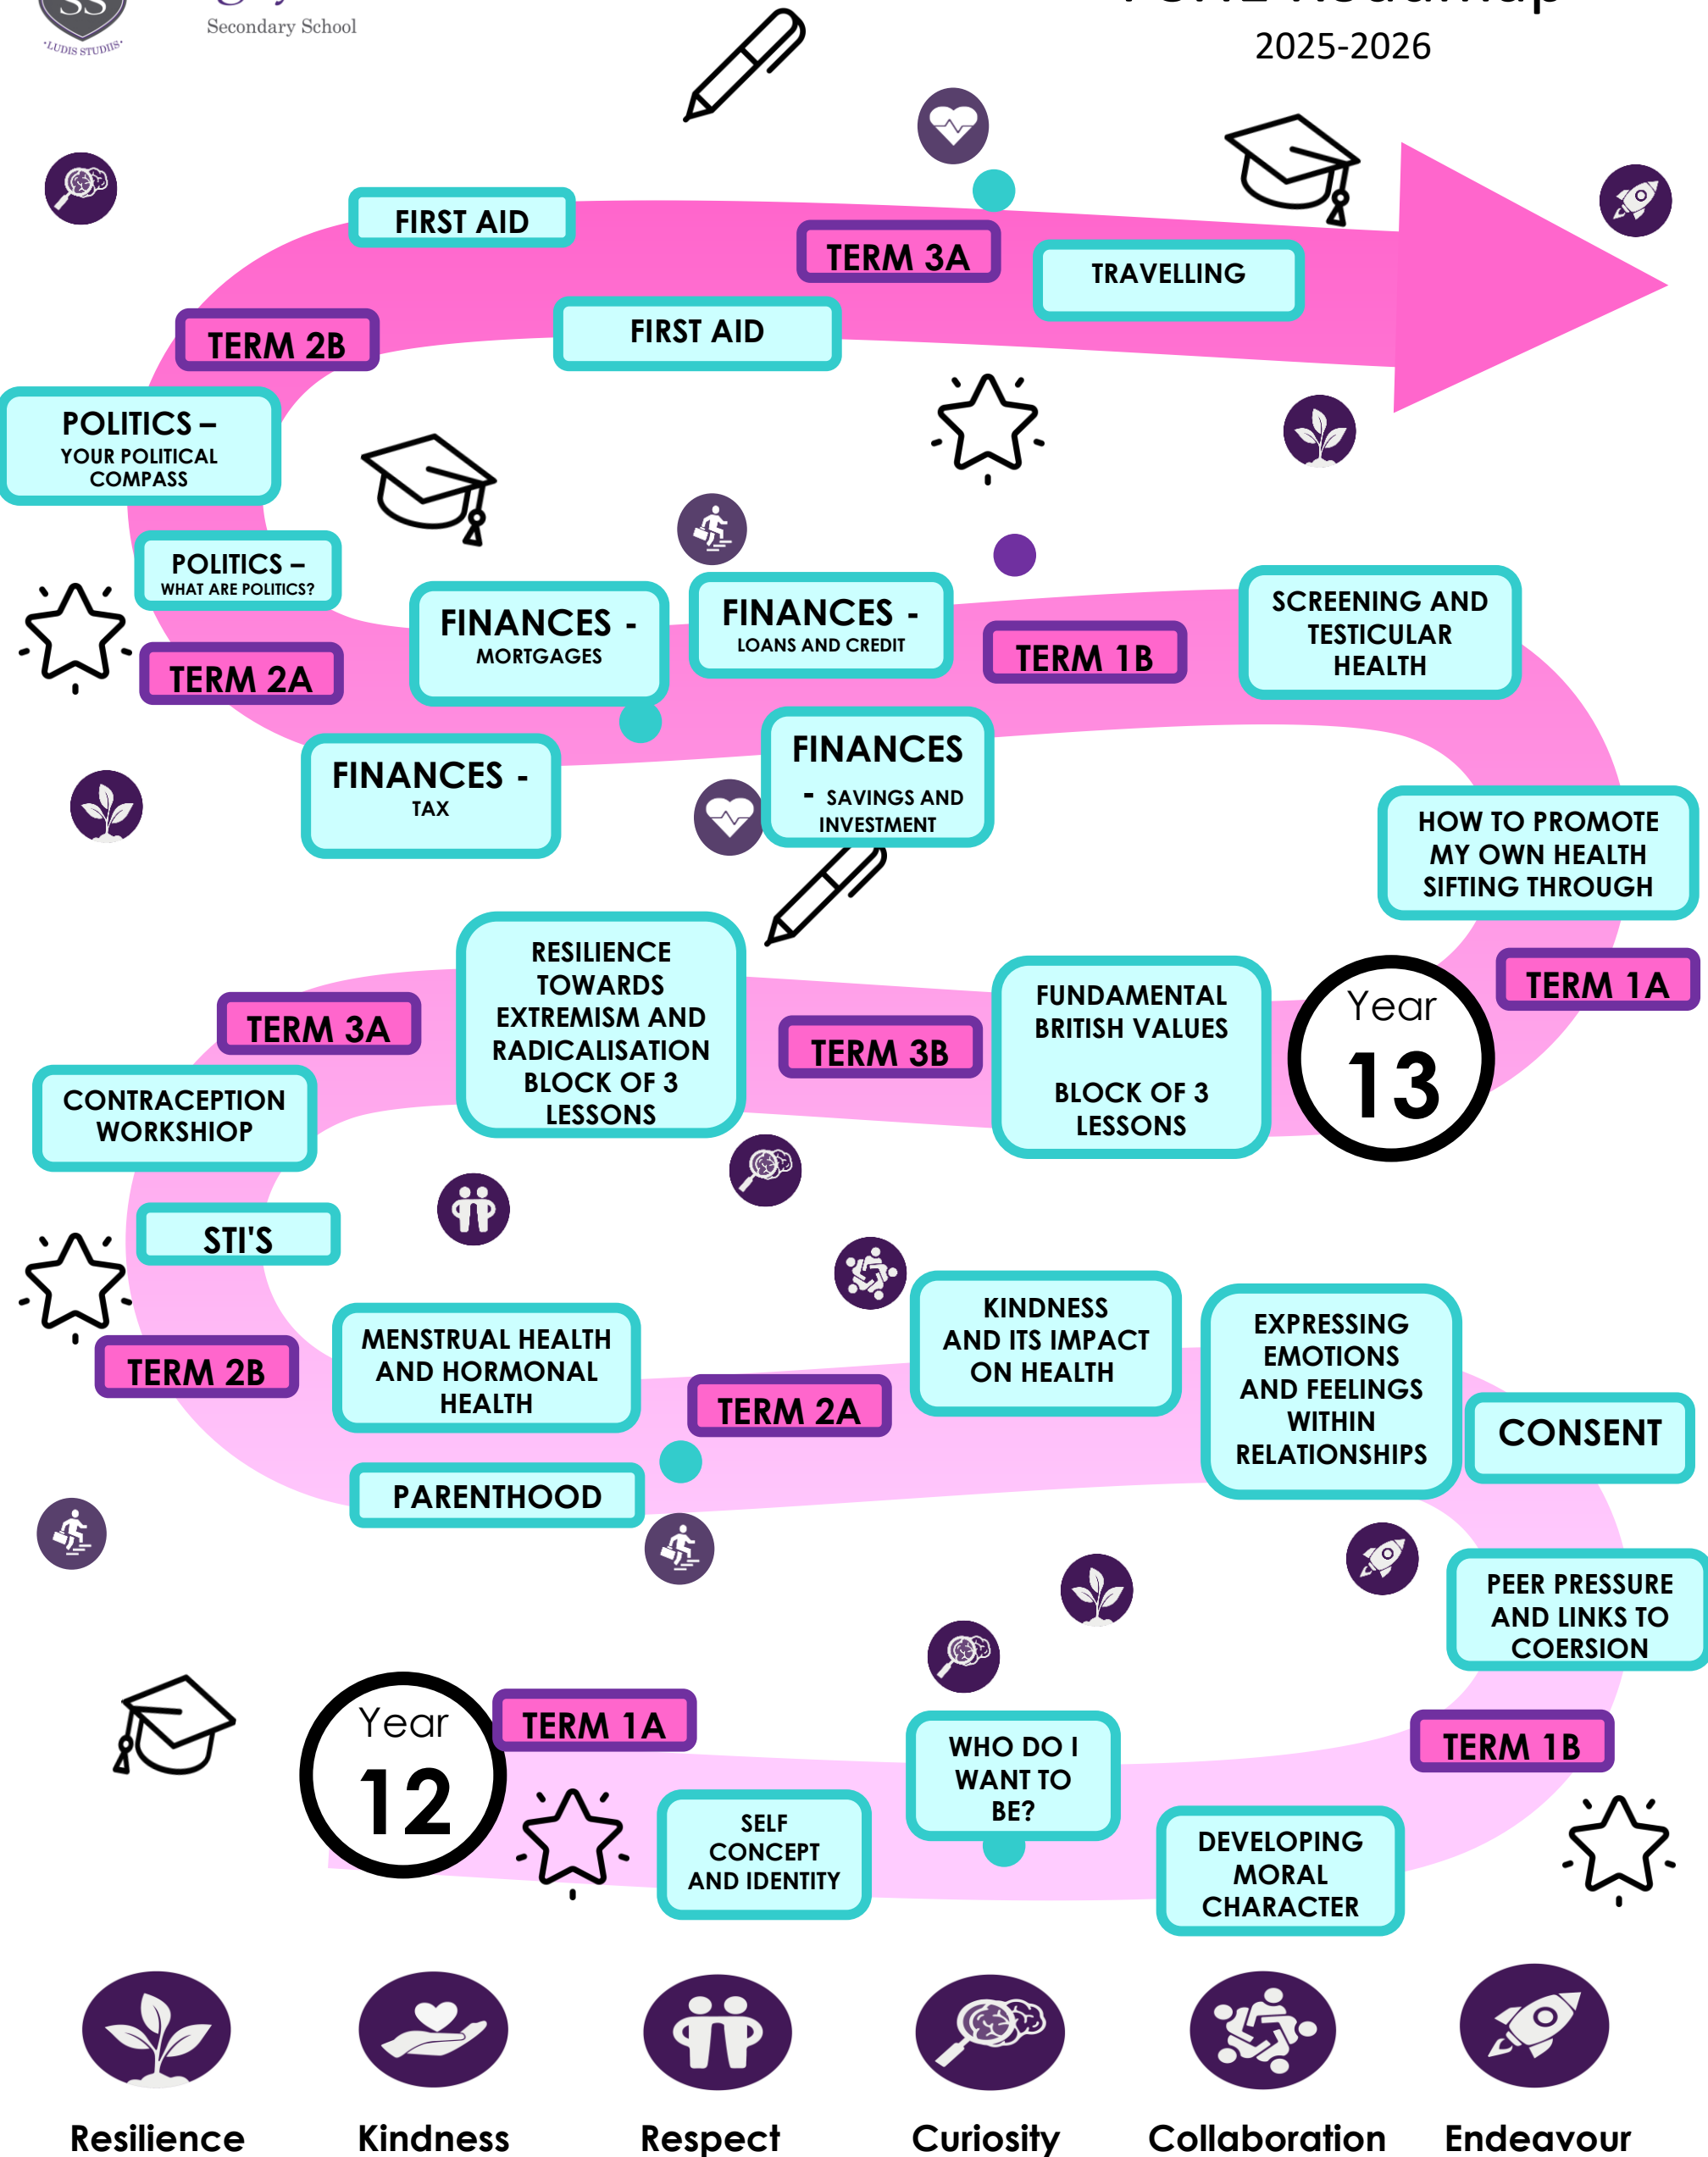 SS
·LUDIS STUDIIS·
Secondary School
2025-2026
FIRST AID
TERM 3A
TRAVELLING
TERM 2B
FIRST AID
POLITICS –
YOUR POLITICAL
COMPASS
POLITICS –
WHAT ARE POLITICS?
TERM 2A
FINANCES -
MORTGAGES
FINANCES -
LOANS AND CREDIT
TERM 1B
SCREENING AND
TESTICULAR
HEALTH
FINANCES -
TAX
FINANCES
- SAVINGS AND
INVESTMENT
HOW TO PROMOTE
MY OWN HEALTH
SIFTING THROUGH
TERM 1A
Year
13
FUNDAMENTAL
BRITISH VALUES
BLOCK OF 3
LESSONS
TERM 3B
RESILIENCE
TOWARDS
EXTREMISM AND
RADICALISATION
BLOCK OF 3
LESSONS
TERM 3A
CONTRACEPTION
WORKSHIOP
STI'S
TERM 2B
MENSTRUAL HEALTH
AND HORMONAL
HEALTH
PARENTHOOD
TERM 2A
KINDNESS
AND ITS IMPACT
ON HEALTH
EXPRESSING
EMOTIONS
AND FEELINGS
WITHIN
RELATIONSHIPS
CONSENT
PEER PRESSURE
AND LINKS TO
COERSION
TERM 1B
Year
12
TERM 1A
SELF
CONCEPT
AND IDENTITY
WHO DO I
WANT TO
BE?
DEVELOPING
MORAL
CHARACTER
Resilience
Kindness
Respect
Curiosity
Collaboration
Endeavour